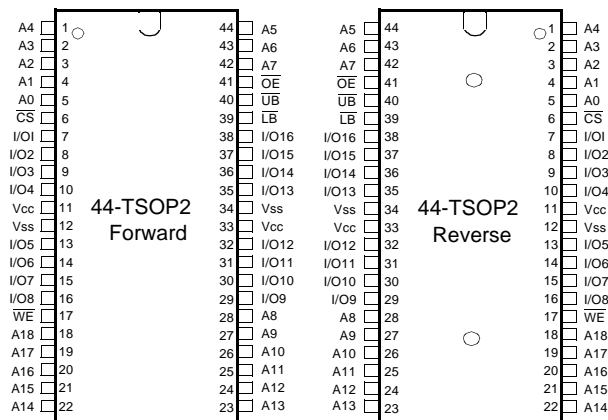 A4 1 44 A5
A3 2 43 A6
A2 3 42 A7
A1 4 41 OE
A0 5 40 UB
CS 6 39 LB
I/OI 7 38 I/O16
I/O2 8 37 I/O15
I/O3 9 36 I/O14
I/O4 10 35 I/O13
Vcc 11 34 Vss
Vss 12 33 Vcc
I/O5 13 32 I/O12
I/O6 14 31 I/O11
I/O7 15 30 I/O10
I/O8 16 29 I/O9
WE 17 28 A8
A18 18 27 A9
A17 19 26 A10
A16 20 25 A11
A15 21 24 A12
A14 22 23 A13
44-TSOP2
Forward
A5 44 1 A4
A6 43 2 A3
A7 42 3 A2
OE 41 4 A1
UB 40 5 A0
LB 39 6 CS
I/O16 38 7 I/OI
I/O15 37 8 I/O2
I/O14 36 9 I/O3
I/O13 35 10 I/O4
Vss 34 11 Vcc
Vcc 33 12 Vss
I/O12 32 13 I/O5
I/O11 31 14 I/O6
I/O10 30 15 I/O7
I/O9 29 16 I/O8
A8 28 17 WE
A9 27 18 A18
A10 26 19 A17
A11 25 20 A16
A12 24 21 A15
A13 23 22 A14
44-TSOP2
Reverse